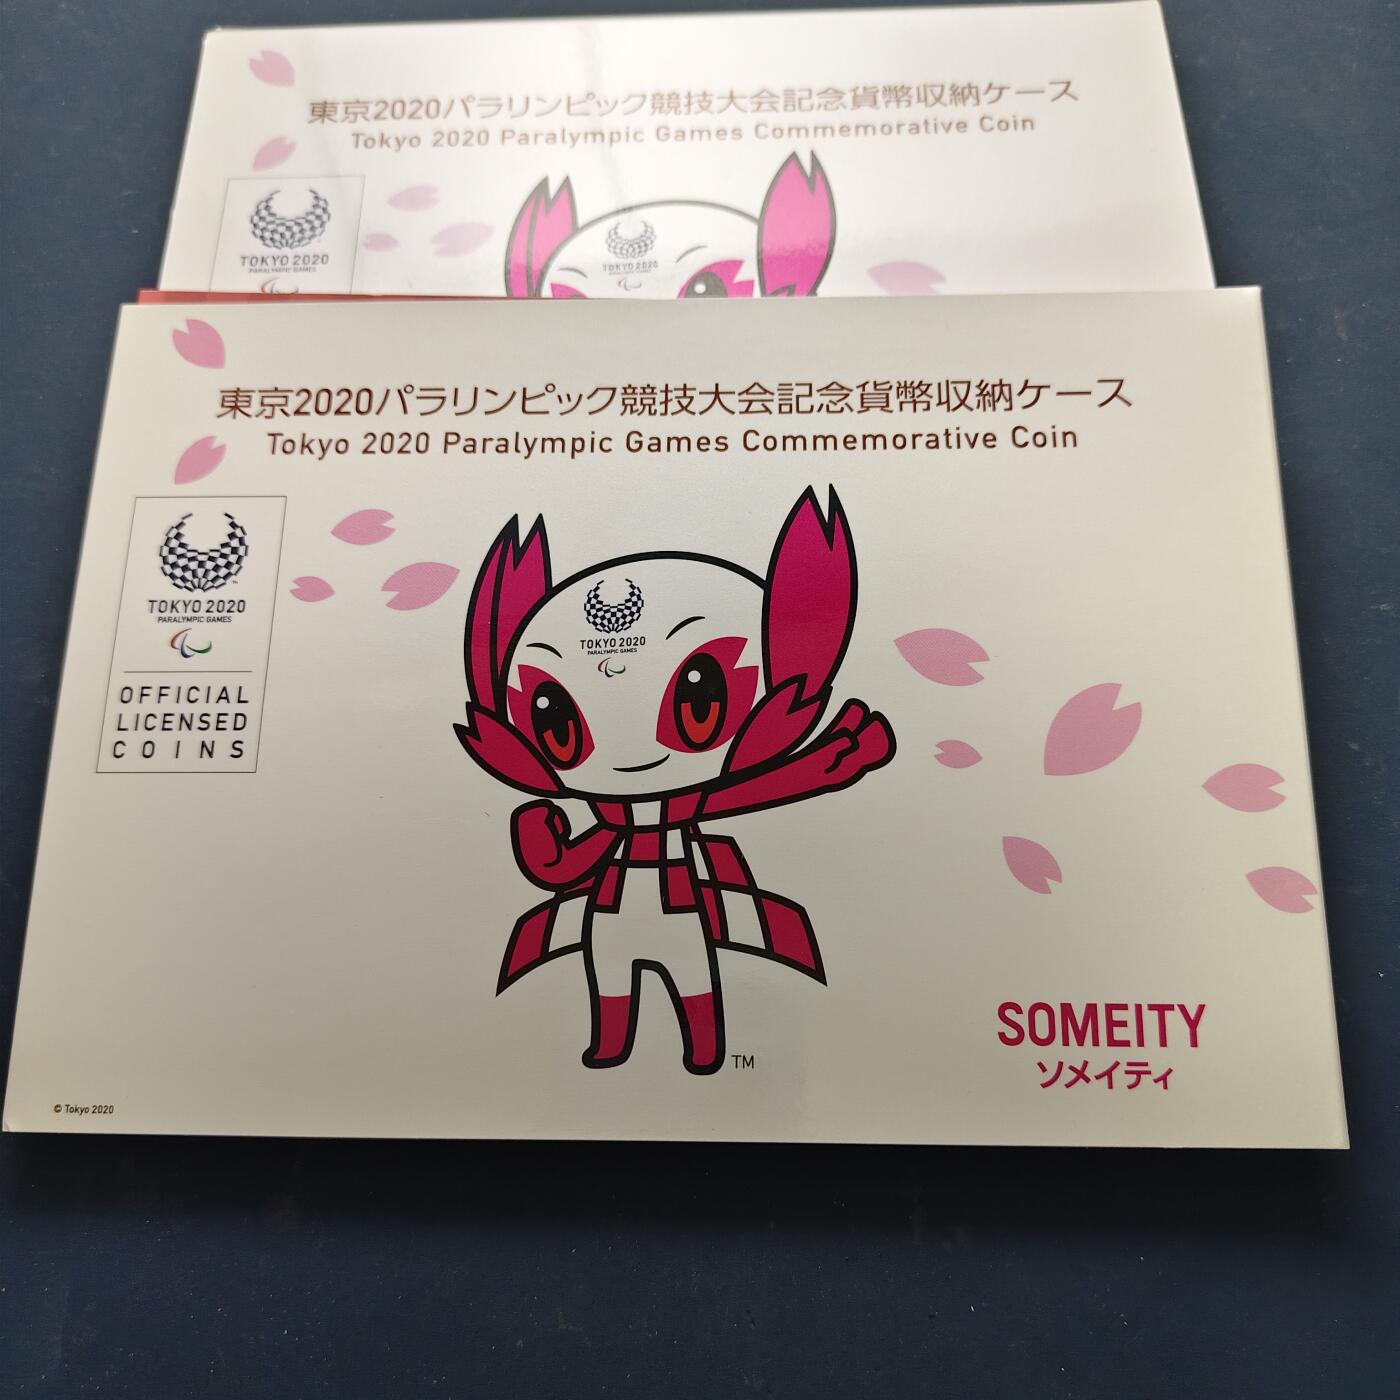 東京2020パラリンピック競技大会記念貨幣収納ケース
Tokyo 2020 Paralympic Games Commemorative Coin
TOKYO 2020
PARALYMPIC GAMES
TOKYO 2020
PARALYMPIC GAMES
東京2020パラリンピック競技大会記念貨幣収納ケース
Tokyo 2020 Paralympic Games Commemorative Coin
TOKYO 2020
PARALYMPIC GAMES
OFFICIAL
LICENSED
COINS
TOKYO 2020
PARALYMPIC GAMES
TM
SOMEITY
ソメイティ
© Tokyo 2020